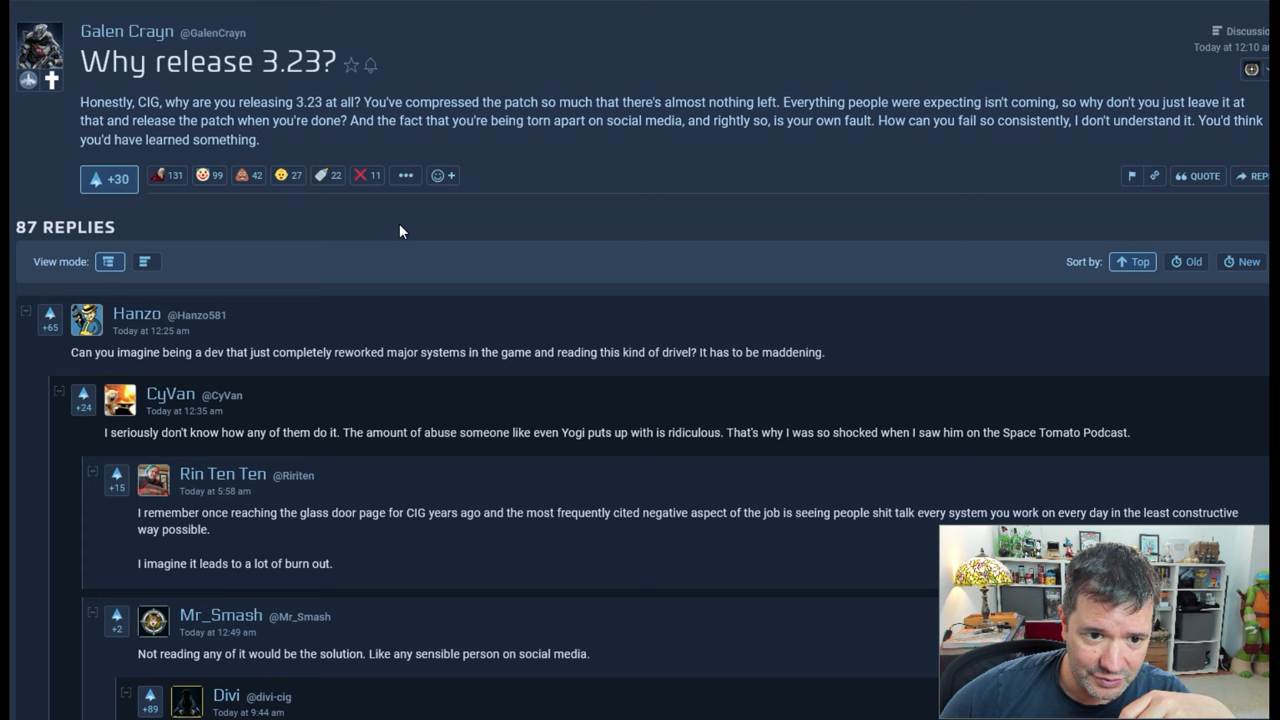 Galen Crayn @GalenCrayn
Discussio
Why release 3.23?
Today at 12:10 a
Honestly, CIG, why are you releasing 3.23 at all? You've compressed the patch so much that there's almost nothing left. Everything people were expecting isn't coming, so why don't you just leave it at
that and release the patch when you're done? And the fact that you're being torn apart on social media, and rightly so, is your own fault. How can you fail so consistently, I don't understand it. You'd think
you'd have learned something.
+30 131 99 42 27 22 11 ••• +
QUOTE REP
87 REPLIES
View mode: Sort by: Top Old New
Hanzo @Hanzo581
+65 Today at 12:25 am
Can you imagine being a dev that just completely reworked major systems in the game and reading this kind of drivel? It has to be maddening.
CyVan @CyVan
+24 Today at 12:35 am
I seriously don't know how any of them do it. The amount of abuse someone like even Yogi puts up with is ridiculous. That's why I was so shocked when I saw him on the Space Tomato Podcast.
Rin Ten Ten @Ririten
+15 Today at 5:58 am
I remember once reaching the glass door page for CIG years ago and the most frequently cited negative aspect of the job is seeing people shit talk every system you work on every day in the least constructive
way possible.
I imagine it leads to a lot of burn out.
Mr_Smash @Mr_Smash
+2 Today at 12:49 am
Not reading any of it would be the solution. Like any sensible person on social media.
Divi @divi-cig
+89 Today at 9:44 am